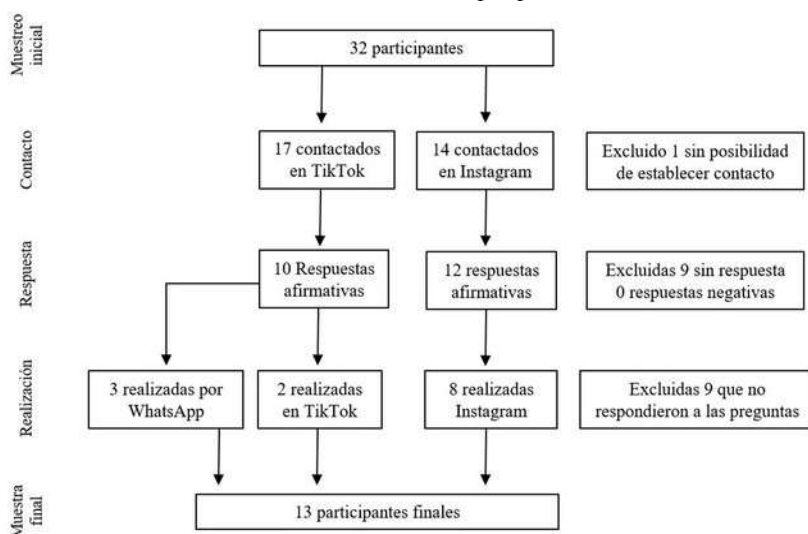 Muestreo
inicial
32 participantes
Contacto
17 contactados
en TikTok
14 contactados
en Instagram
Excluido 1 sin posibilidad
de establecer contacto
Respuesta
10 Respuestas
afirmativas
12 respuestas
afirmativas
Excluidas 9 sin respuesta
0 respuestas negativas
Realización
3 realizadas por
WhatsApp
2 realizadas
en TikTok
8 realizadas
Instagram
Excluidas 9 que no
respondieron a las preguntas
Muestra
final
13 participantes finales